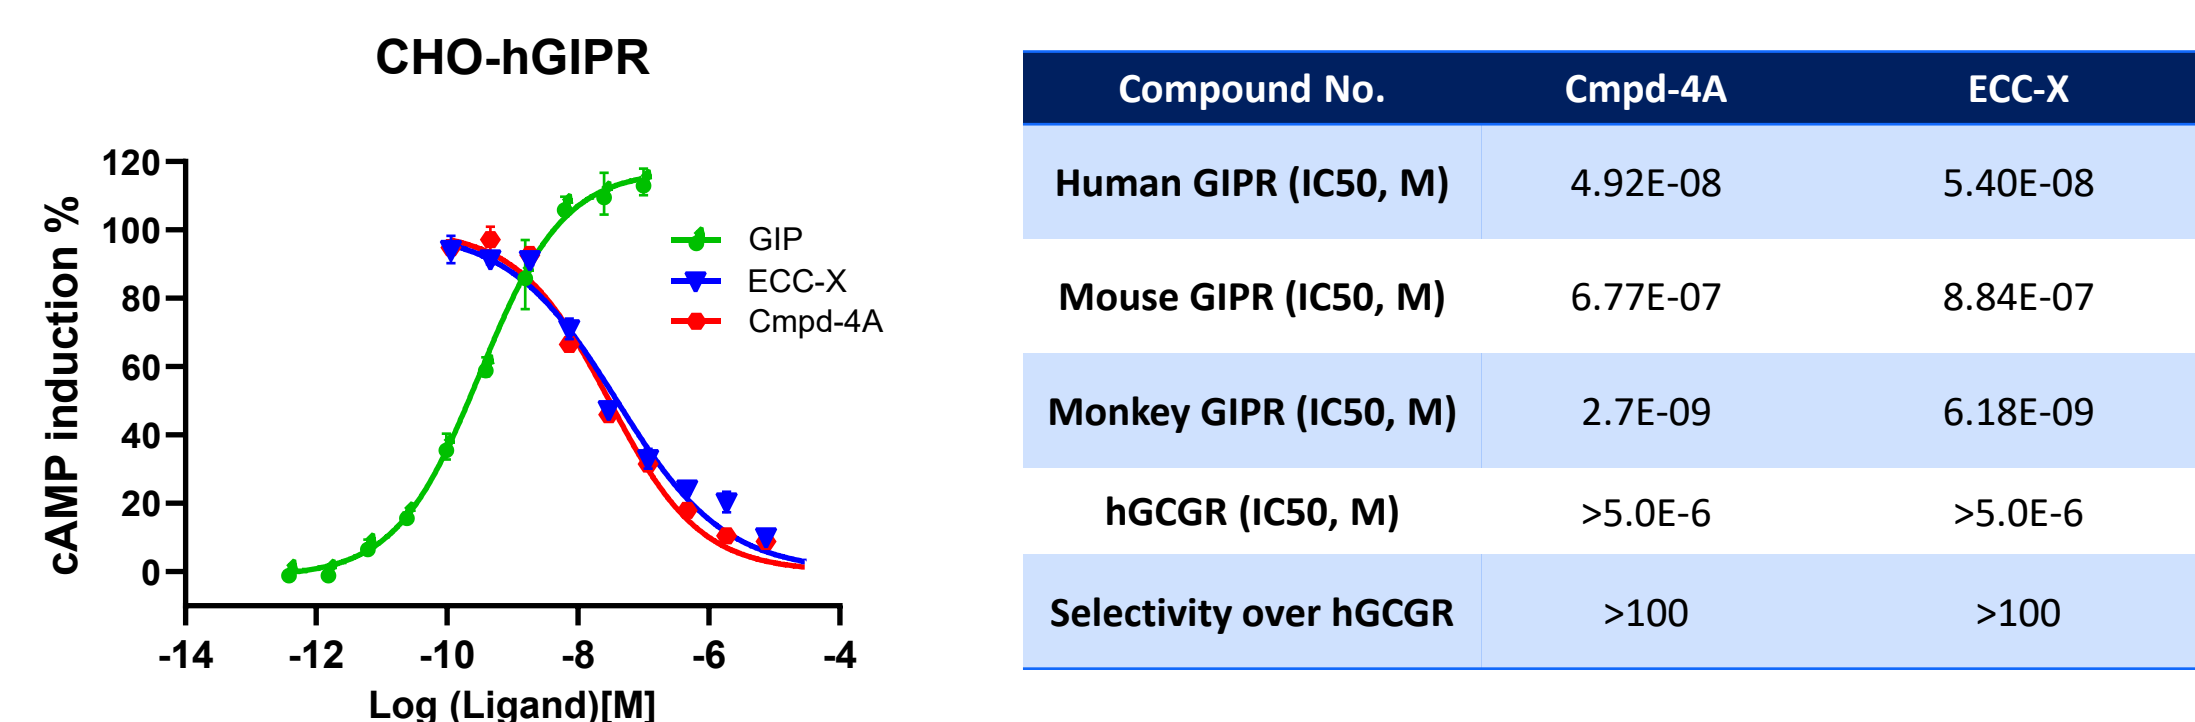 CHO-hGIPR
120
100
80
60
40
20
0
cAMP induction %
-14 -12 -10 -8 -6 -4
Log (Ligand)[M]
GIP
ECC-X
Cmpd-4A
Compound No. Cmpd-4A ECC-X
Human GIPR (IC50, M) 4.92E-08 5.40E-08
Mouse GIPR (IC50, M) 6.77E-07 8.84E-07
Monkey GIPR (IC50, M) 2.7E-09 6.18E-09
hGCGR (IC50, M) >5.0E-6 >5.0E-6
Selectivity over hGCGR >100 >100